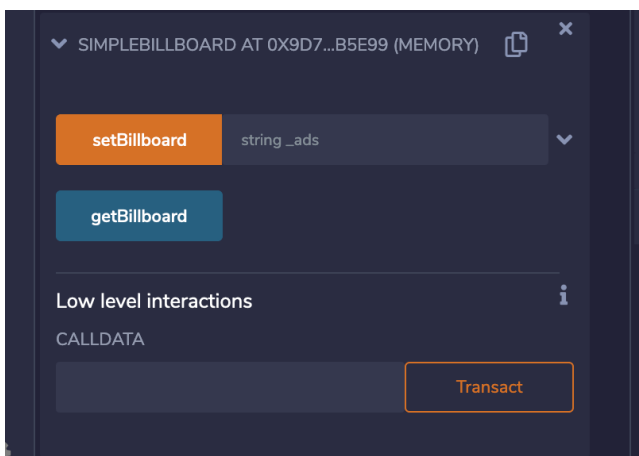 SIMPLEBILLBOARD AT 0X9D7...B5E99 (MEMORY)
setBillboard string _ads
getBillboard
Low level interactions
CALLDATA
Transact